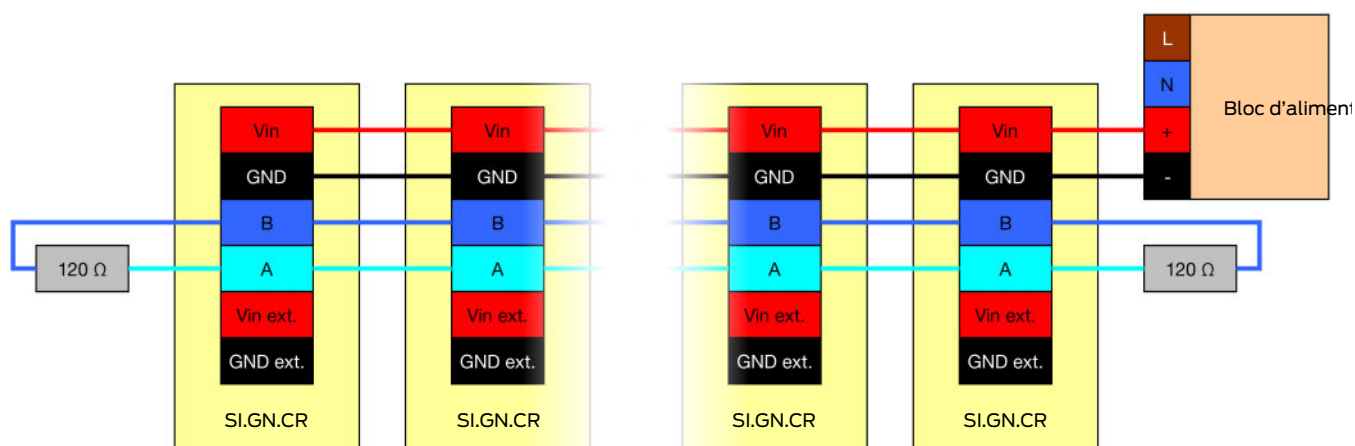 L
N
Bloc d'aliment
Vin
Vin
Vin
Vin
+
GND
GND
GND
GND
-
B
B
B
B
120 Ω
A
A
A
A
120 Ω
Vin ext.
Vin ext.
Vin ext.
Vin ext.
GND ext.
GND ext.
GND ext.
GND ext.
SI.GN.CR
SI.GN.CR
SI.GN.CR
SI.GN.CR